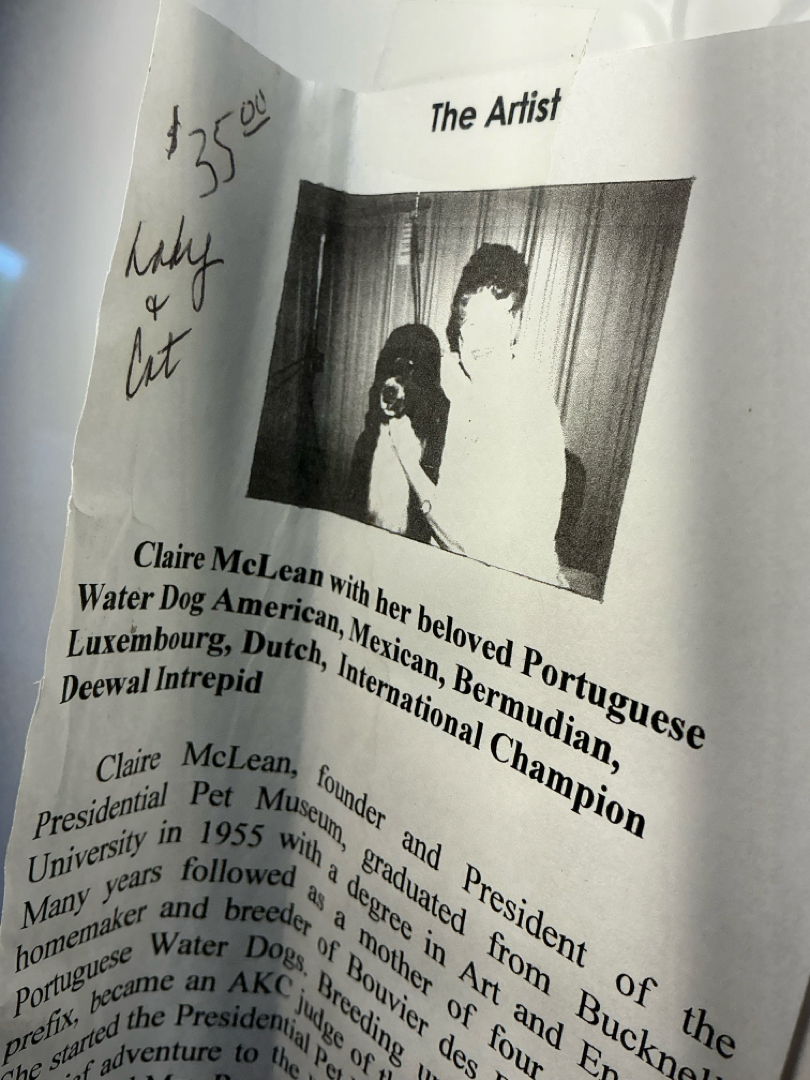 The Artist
$35.00
Lady
&
Cat
Claire McLean with her beloved Portuguese
Water Dog American, Mexican, Bermudian,
Luxembourg, Dutch, International Champion
Deewal Intrepid
Claire McLean, founder and President of the
Presidential Pet Museum, graduated from Bucknell
University in 1955 with a degree in Art and En
Many years followed as a mother of four
homemaker and breeder of Bouvier des
Portuguese Water Dogs. Breeding
prefix, became an AKC judge of
She started the Presidential Pet
adventure to the